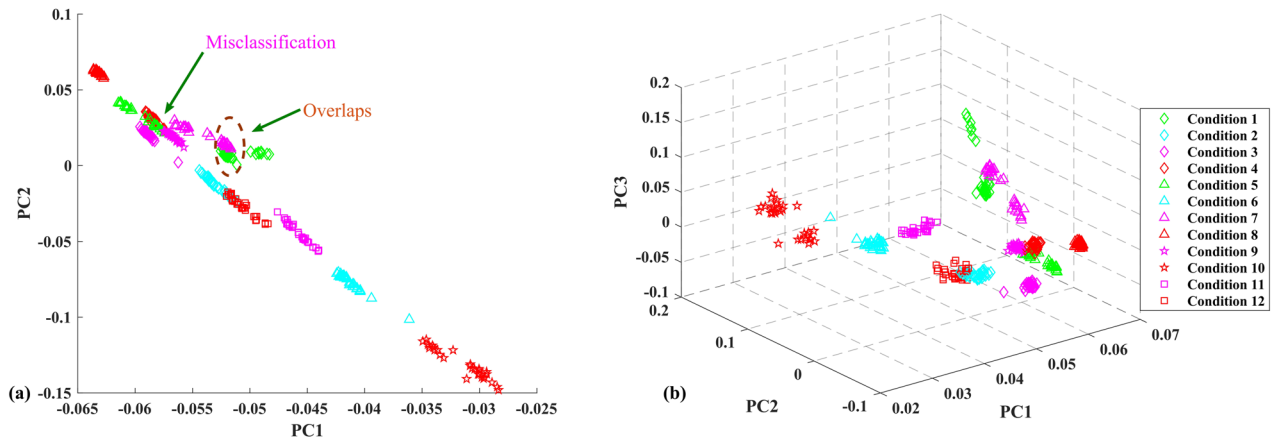 0.1
0.05
0
-0.05
-0.1
-0.15
PC2
-0.065
-0.06
-0.055
-0.05
-0.045
-0.04
-0.035
-0.03
-0.025
PC1
Misclassification
Overlaps
(a)
0.2
0.15
0.1
0.05
0
-0.05
-0.1
PC3
0.2
0.1
0
-0.1
PC2
0.02
0.03
0.04
0.05
0.06
0.07
PC1
(b)
Condition 1
Condition 2
Condition 3
Condition 4
Condition 5
Condition 6
Condition 7
Condition 8
Condition 9
Condition 10
Condition 11
Condition 12